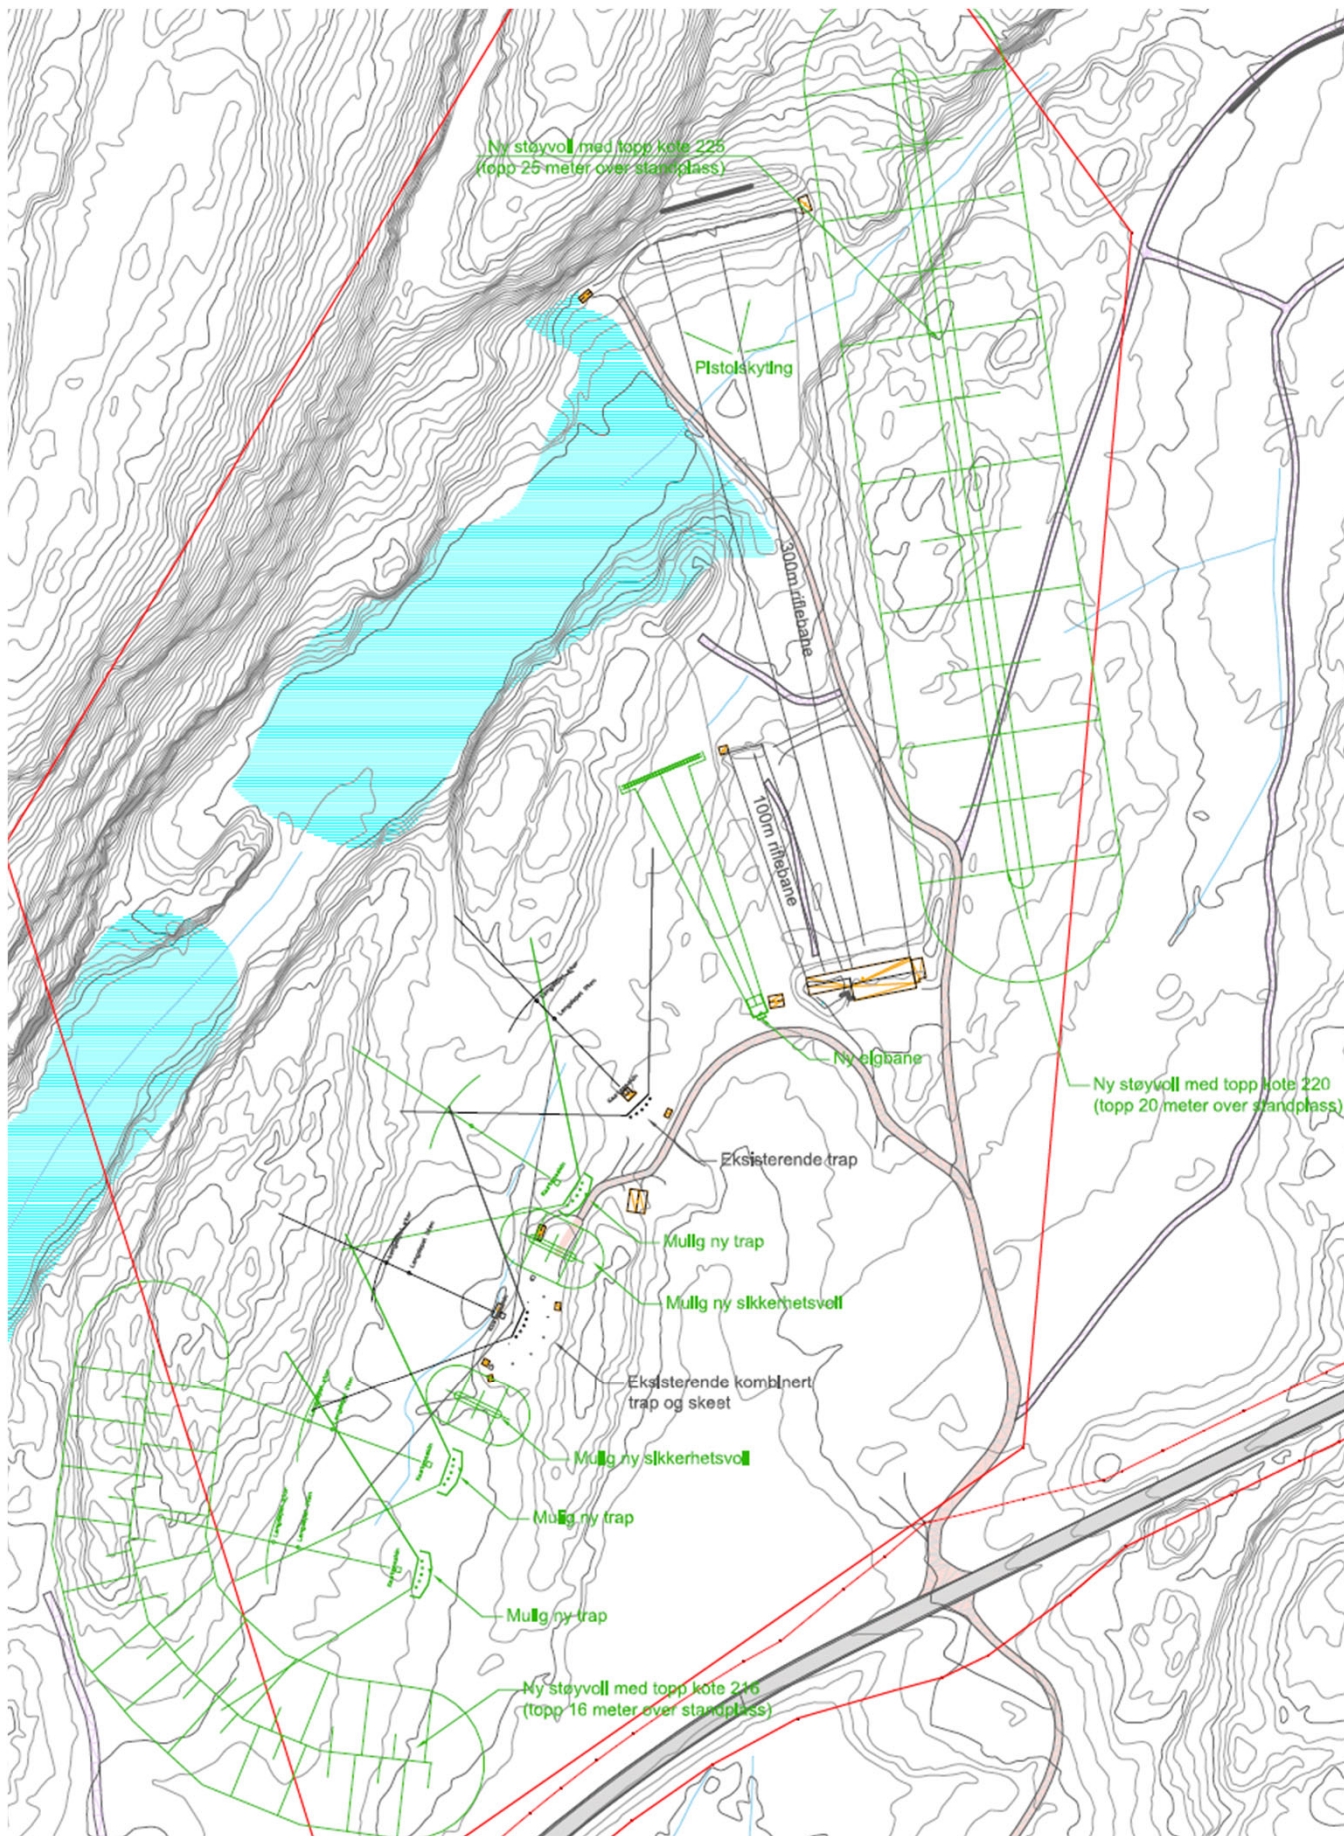 Ny støyvoll med topp kote 225
(topp 25 meter over standplass)
Pistolskyting
300m riflebane
100m riflebane
Ny elgbane
Ny støyvoll med topp kote 220
(topp 20 meter over standplass)
Eksisterende trap
Mulig ny trap
Mulig ny sikkerhetsvoll
Eksisterende kombinert
trap og skeet
Mulig ny sikkerhetsvoll
Mulig ny trap
Mulig ny trap
Ny støyvoll med topp kote 216
(topp 16 meter over standplass)